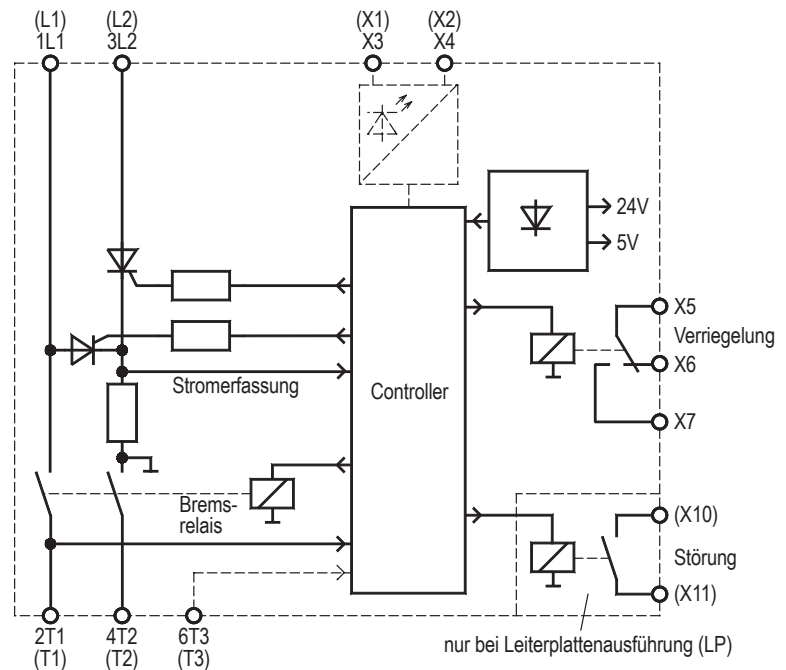 (L1) (L2) (X1) (X2)
1L1 3L2 X3 X4
24V
5V
X5
Verriegelung
X6
Stromerfassung
Controller
X7
Brems-
relais
(X10)
Störung
(X11)
2T1 4T2 6T3
(T1) (T2) (T3)
nur bei Leiterplattenausführung (LP)